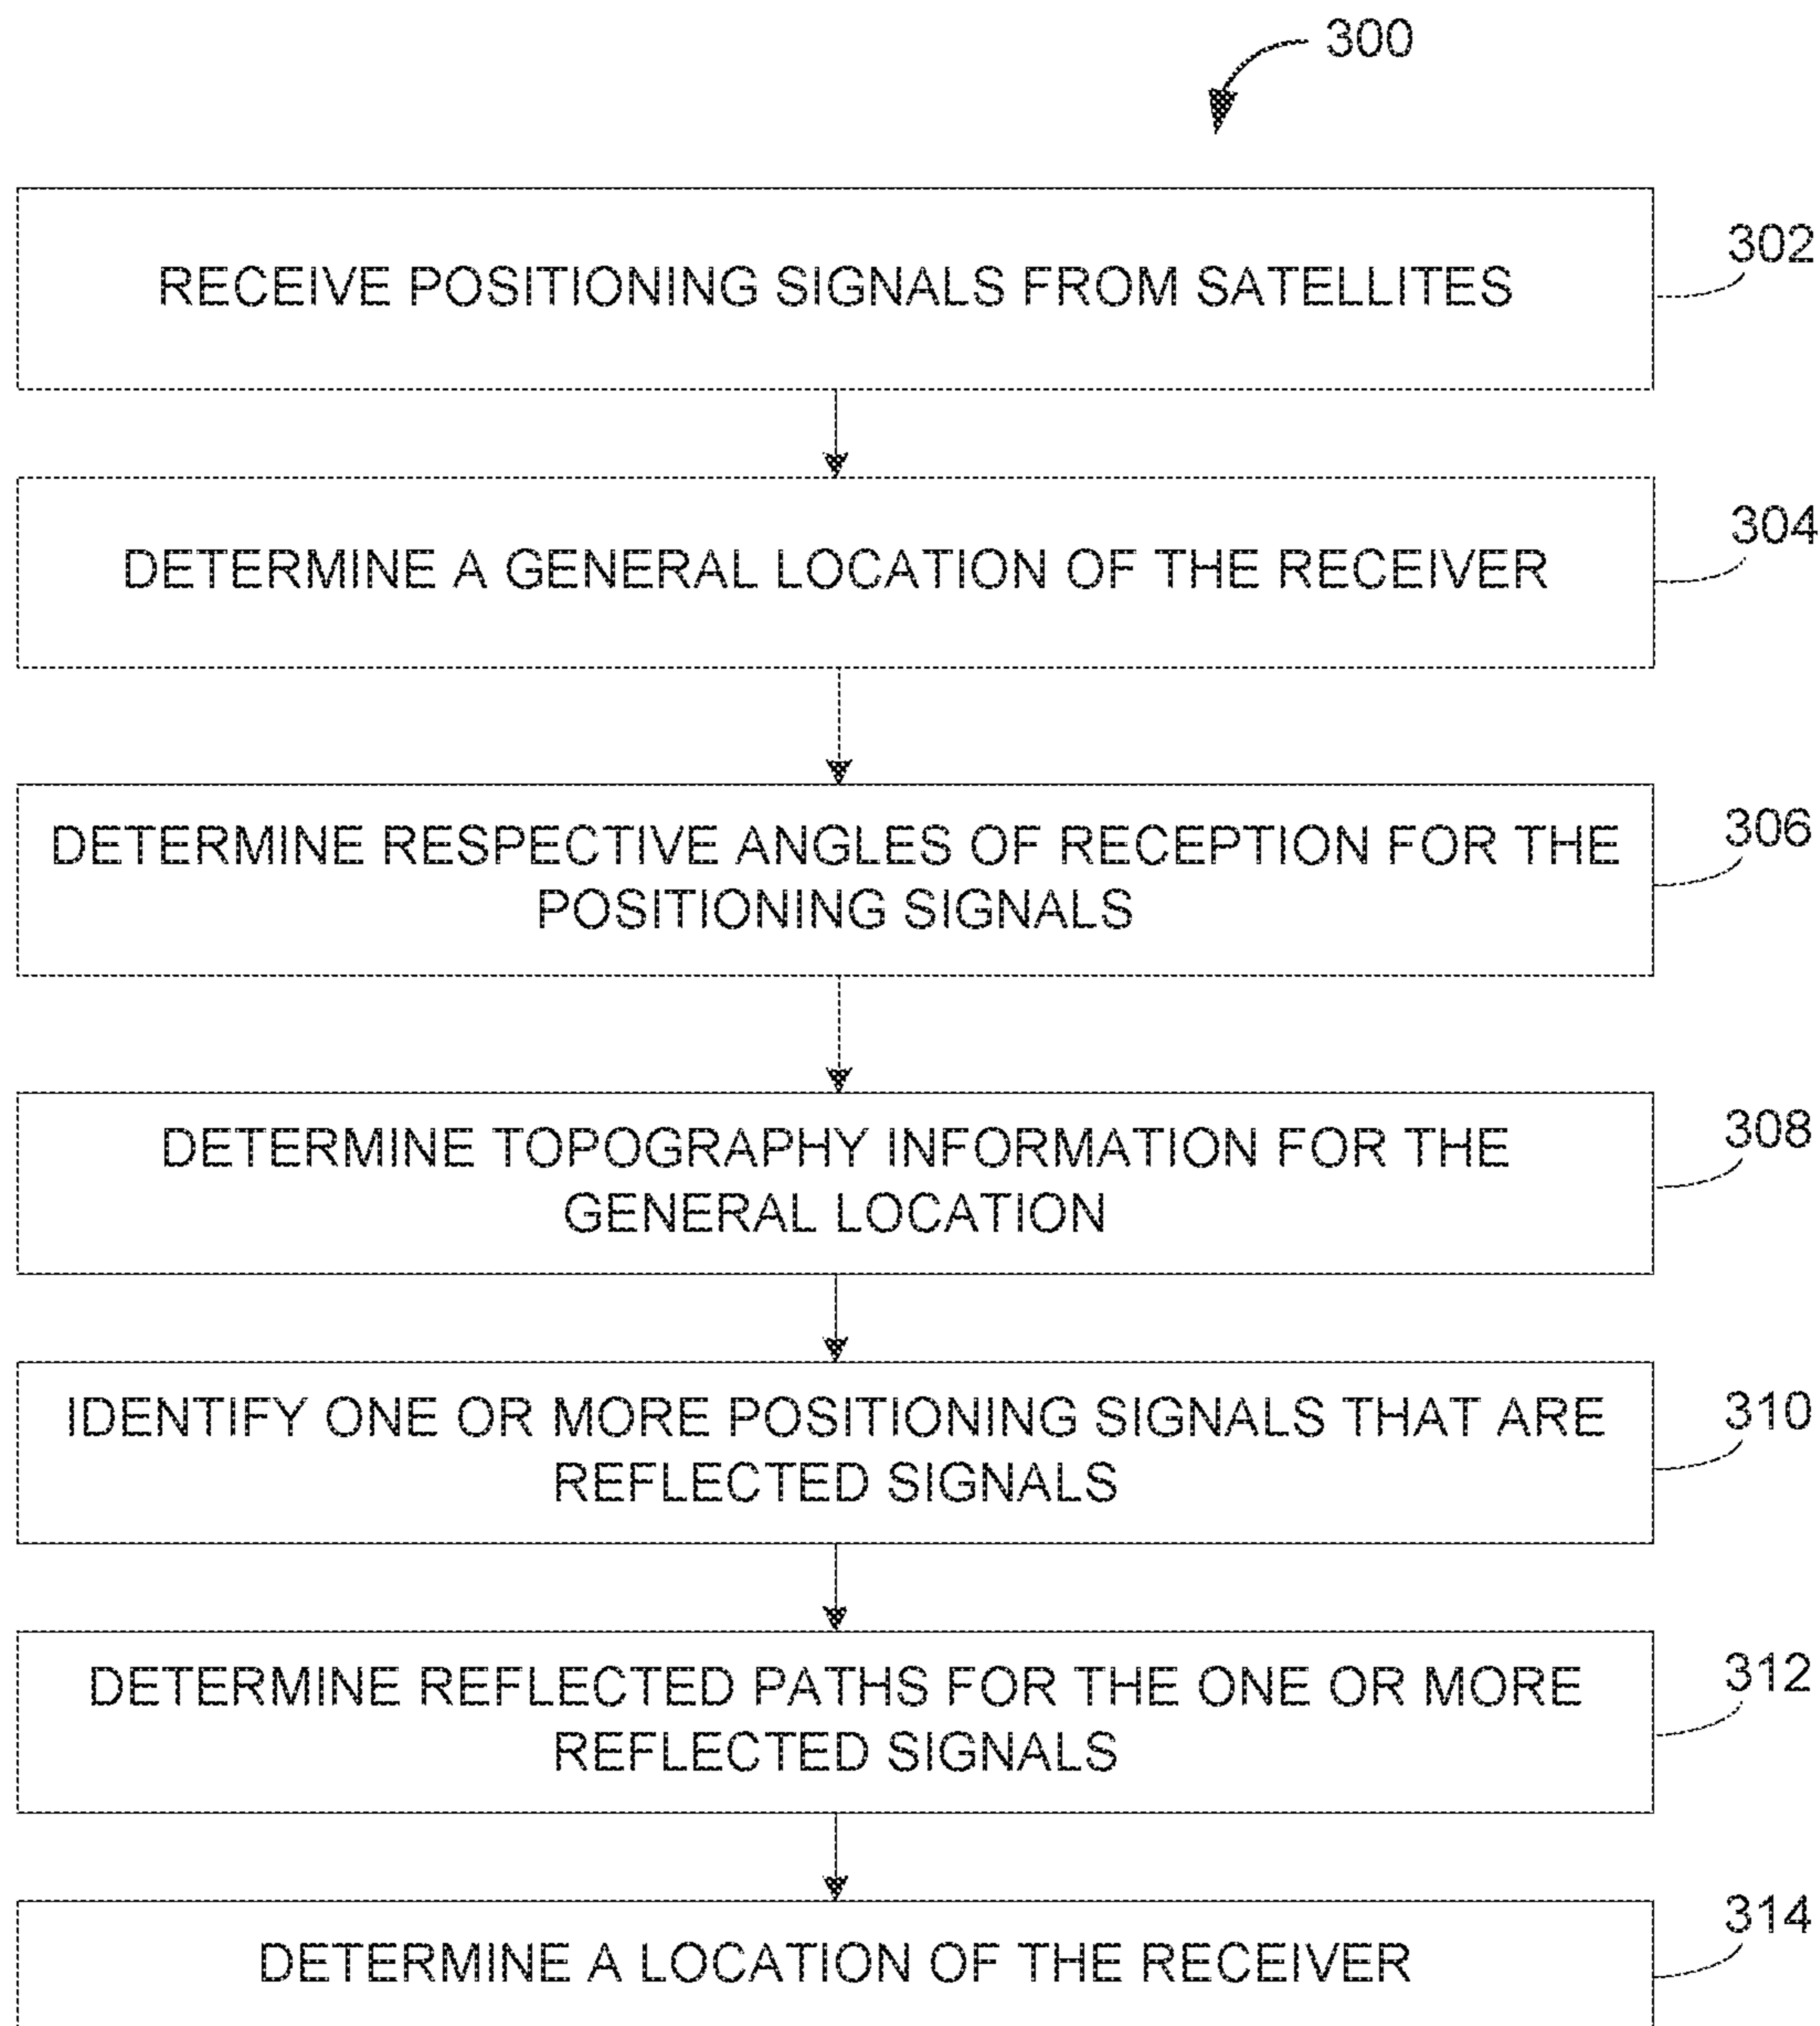 300
RECEIVE POSITIONING SIGNALS FROM SATELLITES
302
DETERMINE A GENERAL LOCATION OF THE RECEIVER
304
DETERMINE RESPECTIVE ANGLES OF RECEPTION FOR THE
POSITIONING SIGNALS
306
DETERMINE TOPOGRAPHY INFORMATION FOR THE
GENERAL LOCATION
308
IDENTIFY ONE OR MORE POSITIONING SIGNALS THAT ARE
REFLECTED SIGNALS
310
DETERMINE REFLECTED PATHS FOR THE ONE OR MORE
REFLECTED SIGNALS
312
DETERMINE A LOCATION OF THE RECEIVER
314